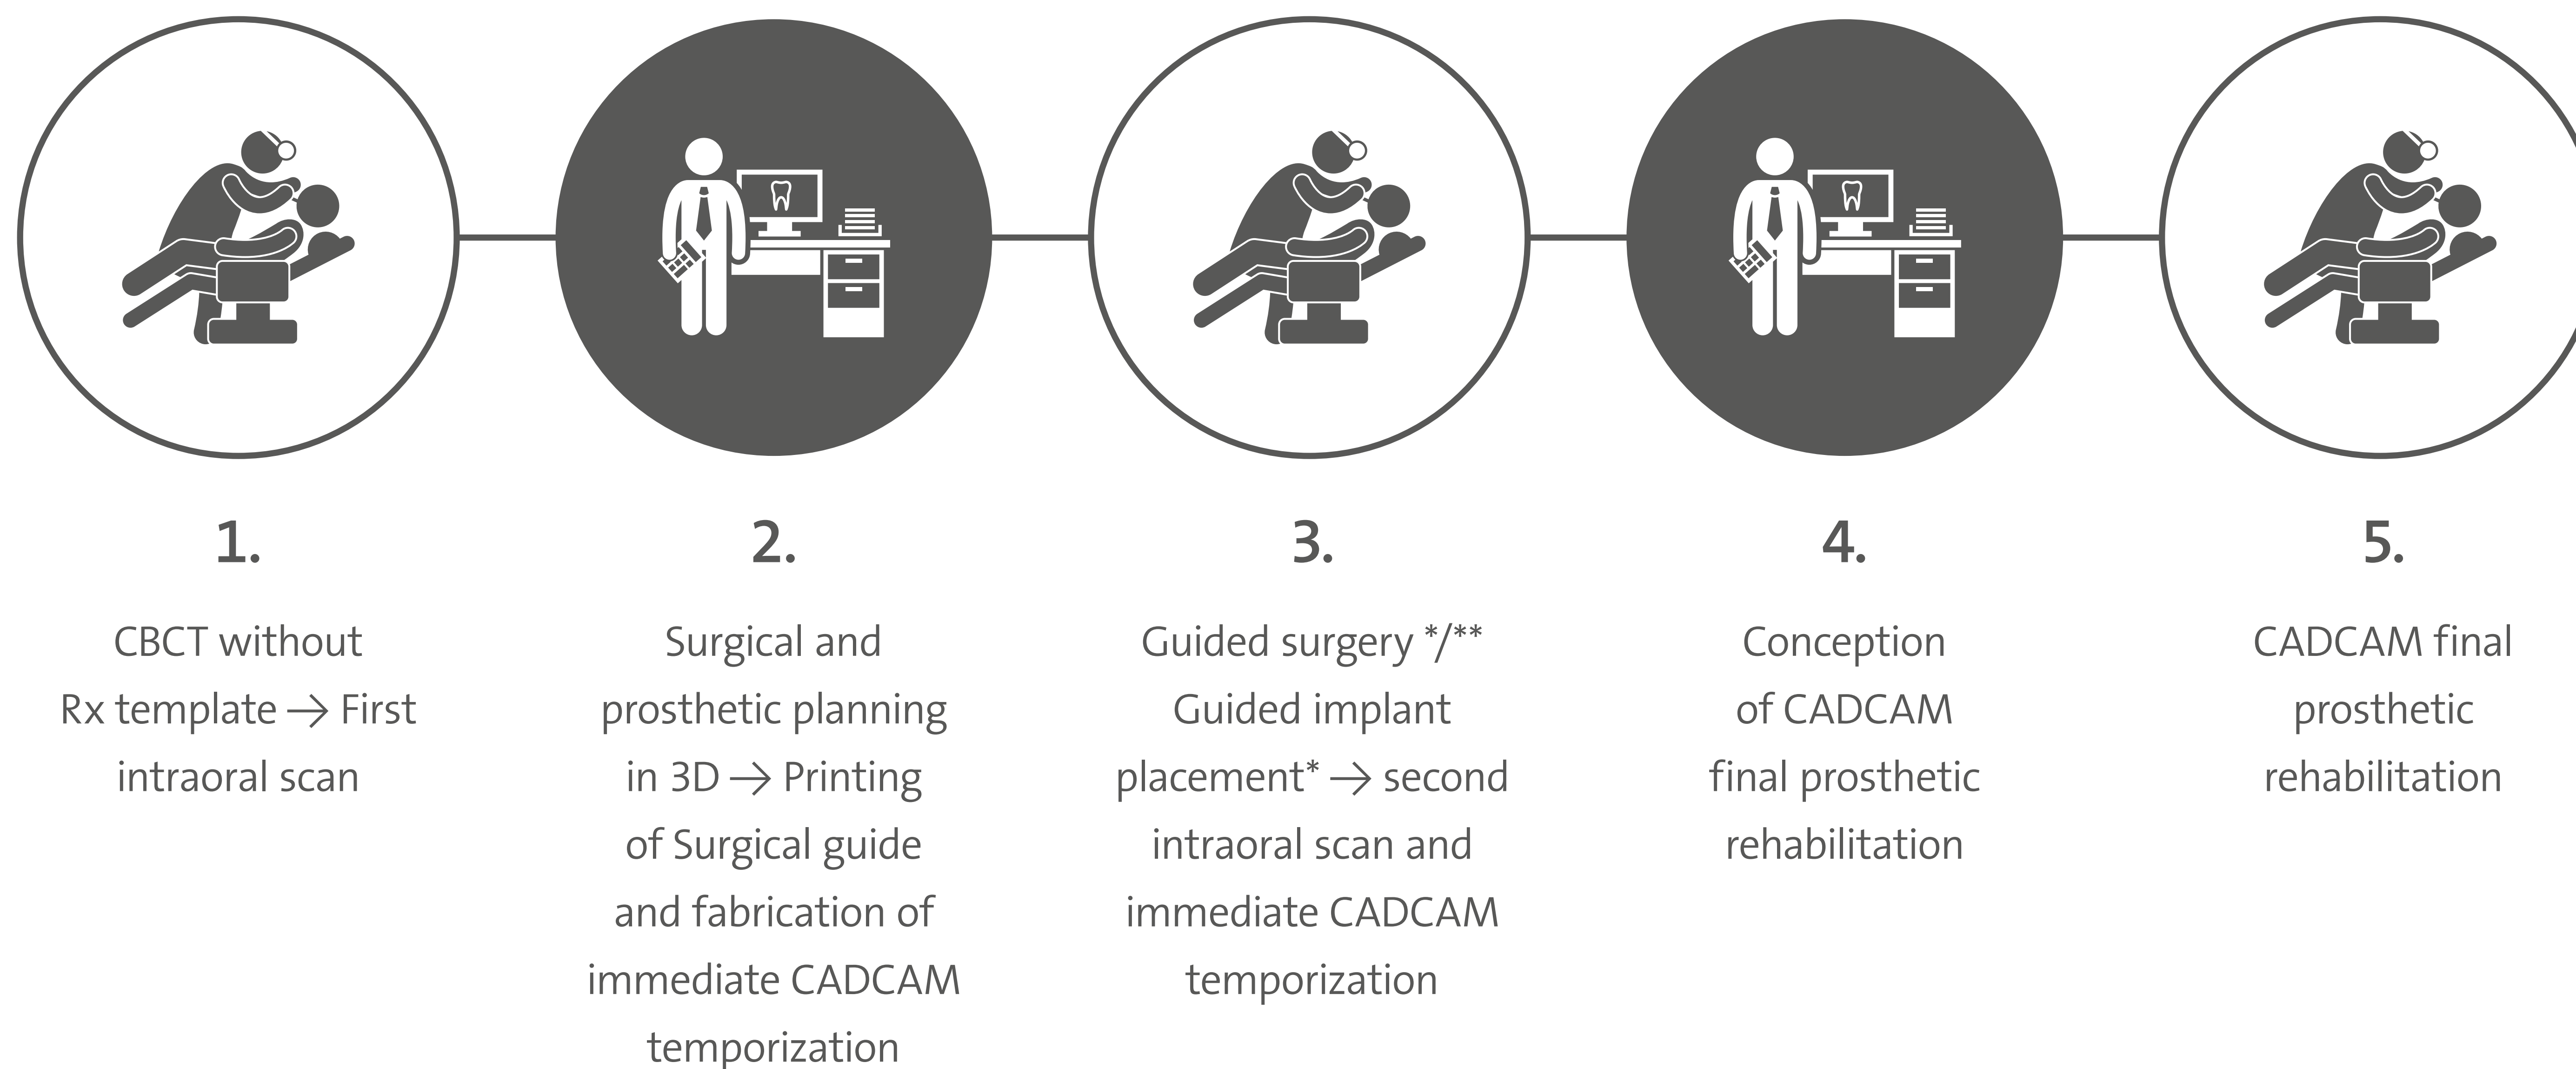 1.
CBCT without
Rx template → First
intraoral scan
2.
Surgical and
prosthetic planning
in 3D → Printing
of Surgical guide
and fabrication of
immediate CADCAM
temporization
3.
Guided surgery */**
Guided implant
placement* → second
intraoral scan and
immediate CADCAM
temporization
4.
Conception
of CADCAM
final prosthetic
rehabilitation
5.
CADCAM final
prosthetic
rehabilitation